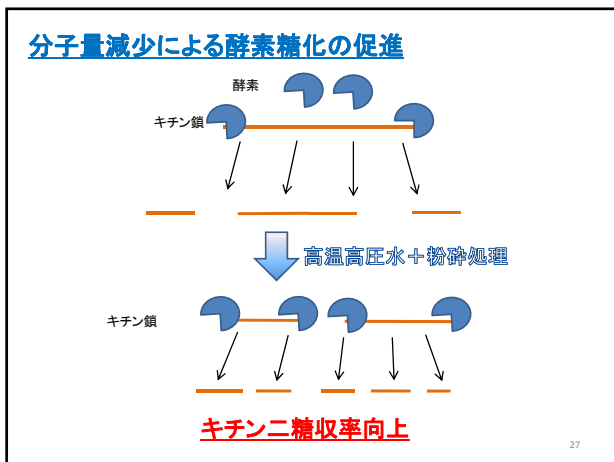 分子量減少による酵素糖化の促進
酵素
キチン鎖
高温高圧水＋粉砕処理
キチン鎖
キチン二糖収率向上
27